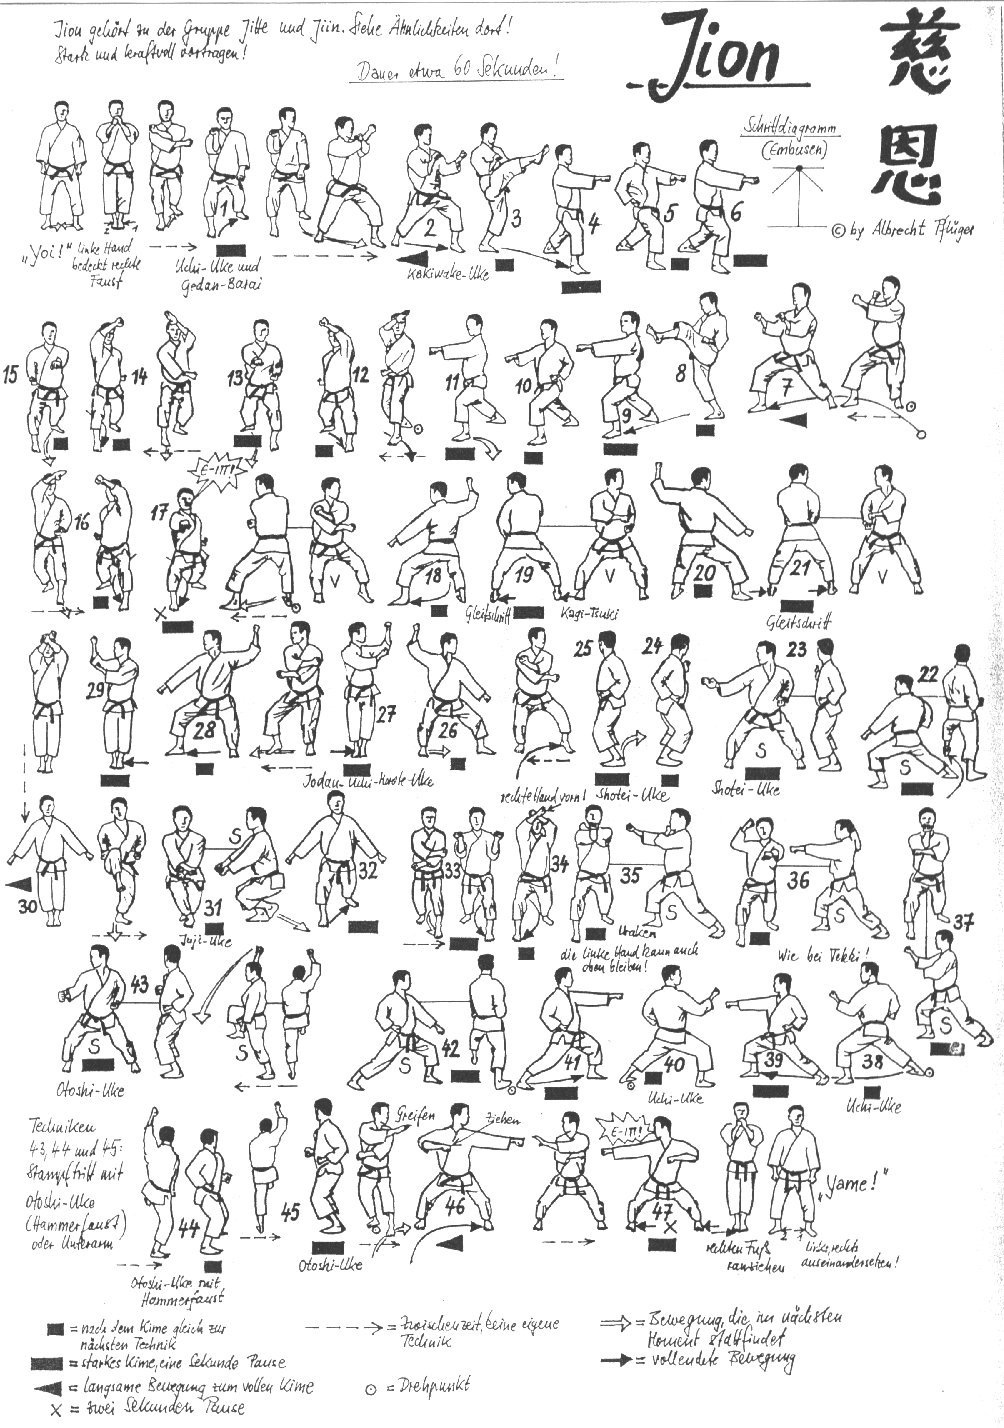 Jion gehört zu der Gruppe Jitte und Jiin. Siehe Ähnlichkeiten dort!
Stark und kraftvoll vortragen!
Dauer etwa 60 Sekunden!
Jion
慈
恩
Schrittdiagramm
(Embusen)
© by Albrecht Pflüger
1
2
3
4
5
6
2 1
„Yoi!“
linke Hand
bedeckt rechte
Faust
Uchi-Uke und
Gedan-Barai
Kakiwake-Uke
15
14
13
12
11
10
9
8
7
E-IT!
16
17
18
19
20
21
V
V
V
X
Gleitschritt
Kagi-Tsuki
Gleitschritt
29
28
27
26
25
24
23
22
S
S
Jodan-Uchi-Konte-Uke
rechte Hand vorn!
Shotei-Uke
Shotei-Uke
30
31
S
32
33
34
35
S
36
S
37
S
Juji-Uke
Uraken
die linke Hand kann auch
oben bleiben!
Wie bei Tekki!
43
S
S
42
S
41
40
39
38
Otoshi-Uke
Uchi-Uke
Uchi-Uke
Techniken
43, 44 und 45:
Stampftritt mit
Otoshi-Uke
(Hammerfaust)
oder Unterarm
44
45
Greifen
46
ziehen
E-IT!
47
X
„Yame!“
2 1
Otoshi-Uke mit
Hammerfaust
Otoshi-Uke
rechten Fuß
ranziehen
links, rechts
auseinandersetzen!
= nach dem Kime gleich zur
nächsten Technik
= starkes Kime, eine Sekunde Pause
= langsame Bewegung zum vollen Kime
X = zwei Sekunden Pause
= Zwischenzeit, keine eigene
Technik
= Drehpunkt
= Bewegung, die im nächsten
Moment stattfindet
= vollendete Bewegung